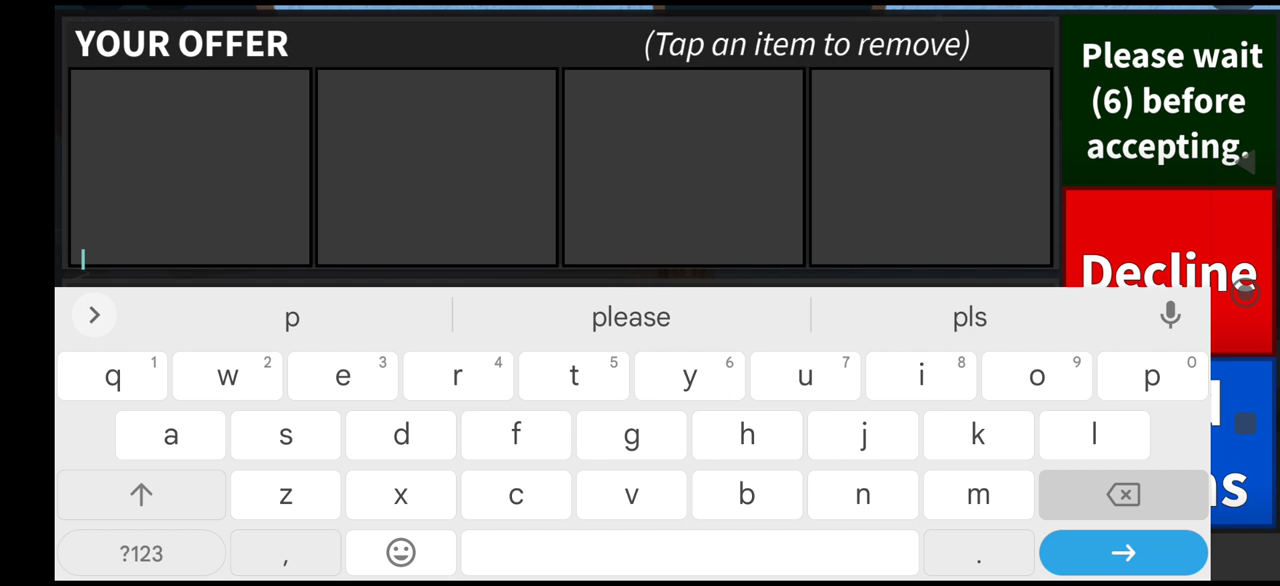 YOUR OFFER (Tap an item to remove)
Please wait
(6) before
accepting.
Decline
p please pls
q 1 w 2 e 3 r 4 t 5 y 6 u 7 i 8 o 9 p 0
a s d f g h j k l
z x c v b n m
?123 , .